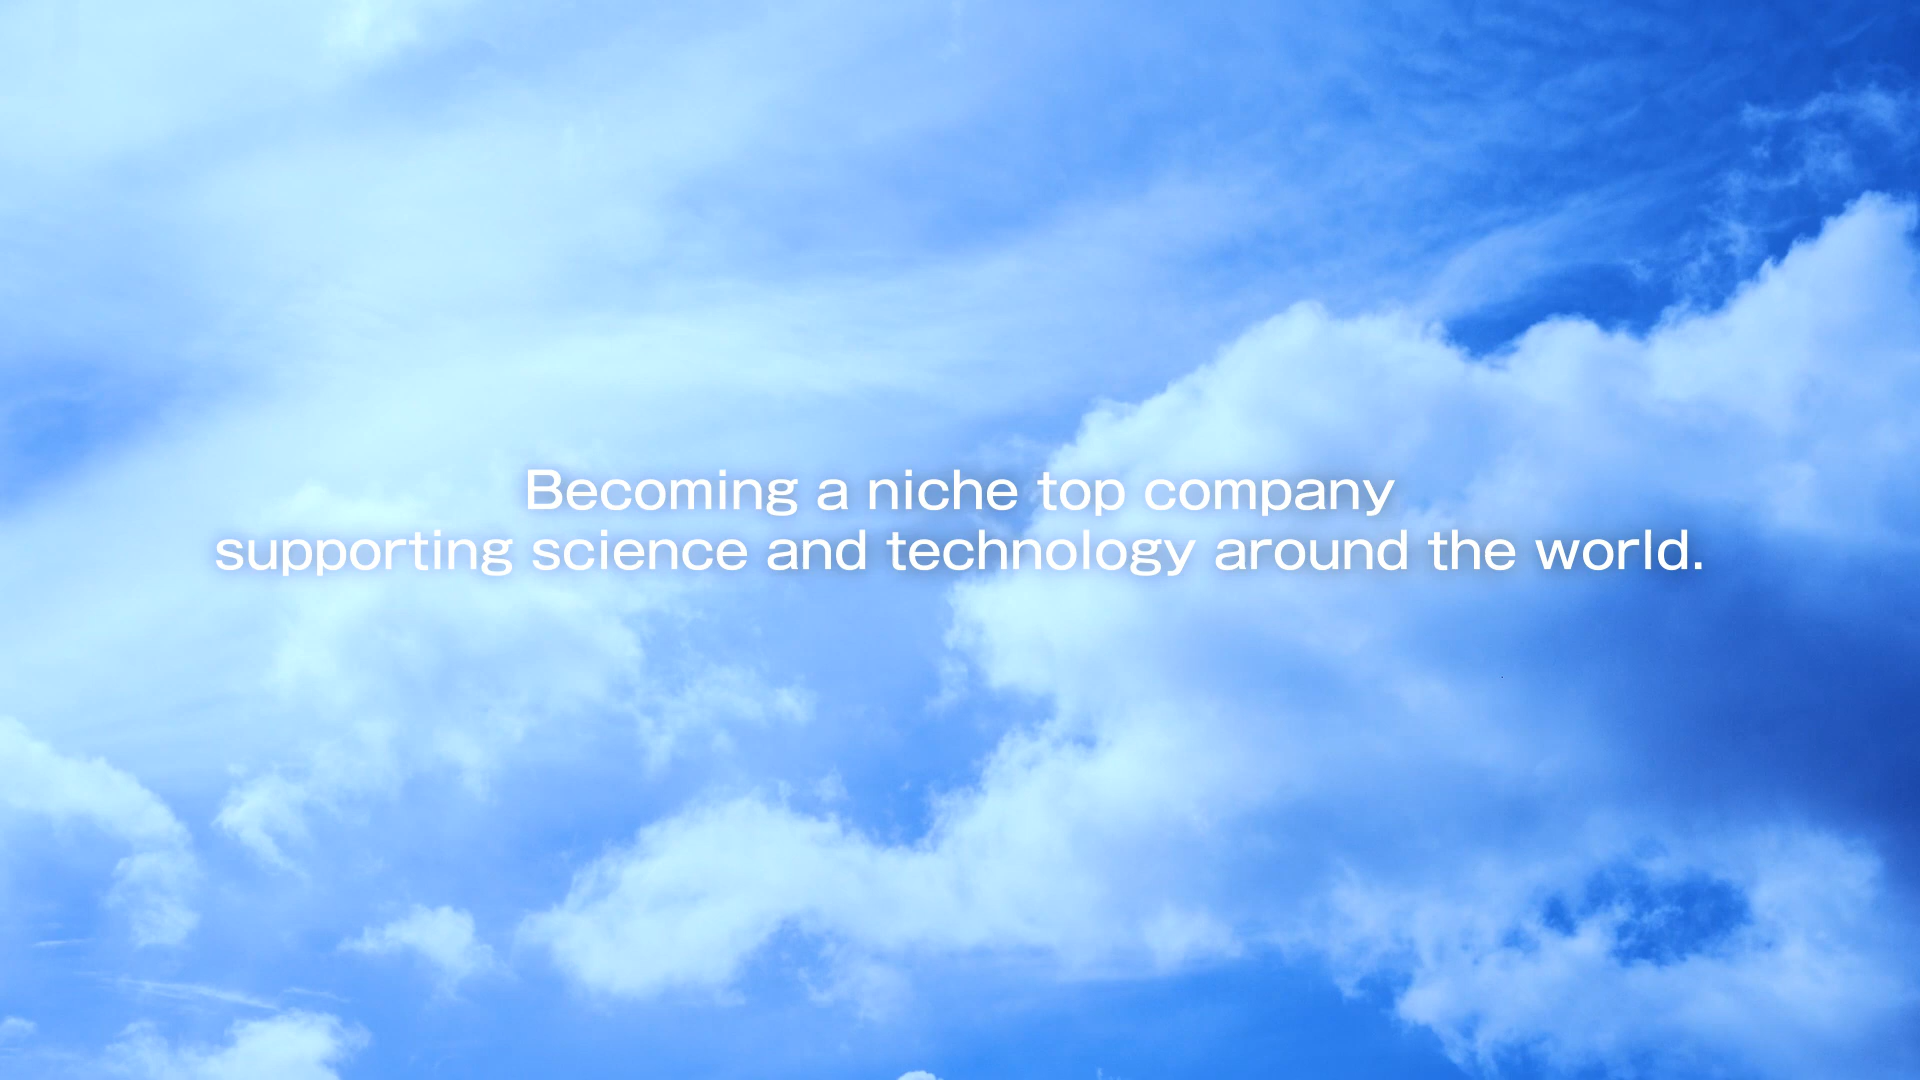 Becoming a niche top company
supporting science and technology around the world.